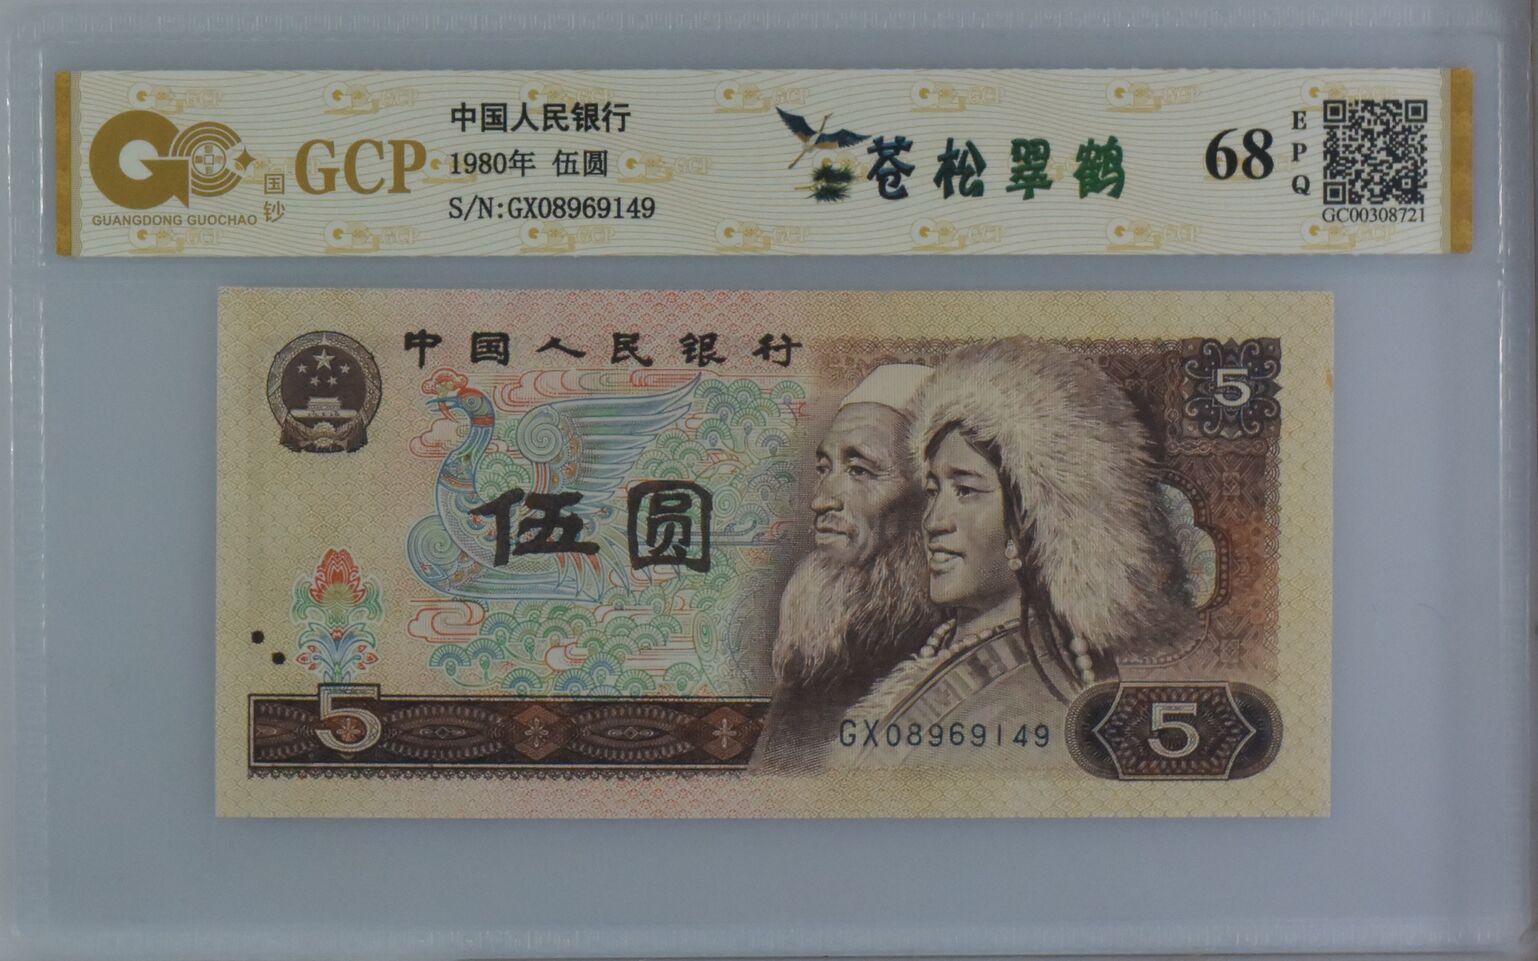 中国人民银行
1980年 伍圆
S/N:GX08969149
GCP
国钞
GUANGDONG GUOCHAO
苍松翠鹤
68
EPQ
GC00308721
中国人民银行
5
伍圆
5
GX08969149
5